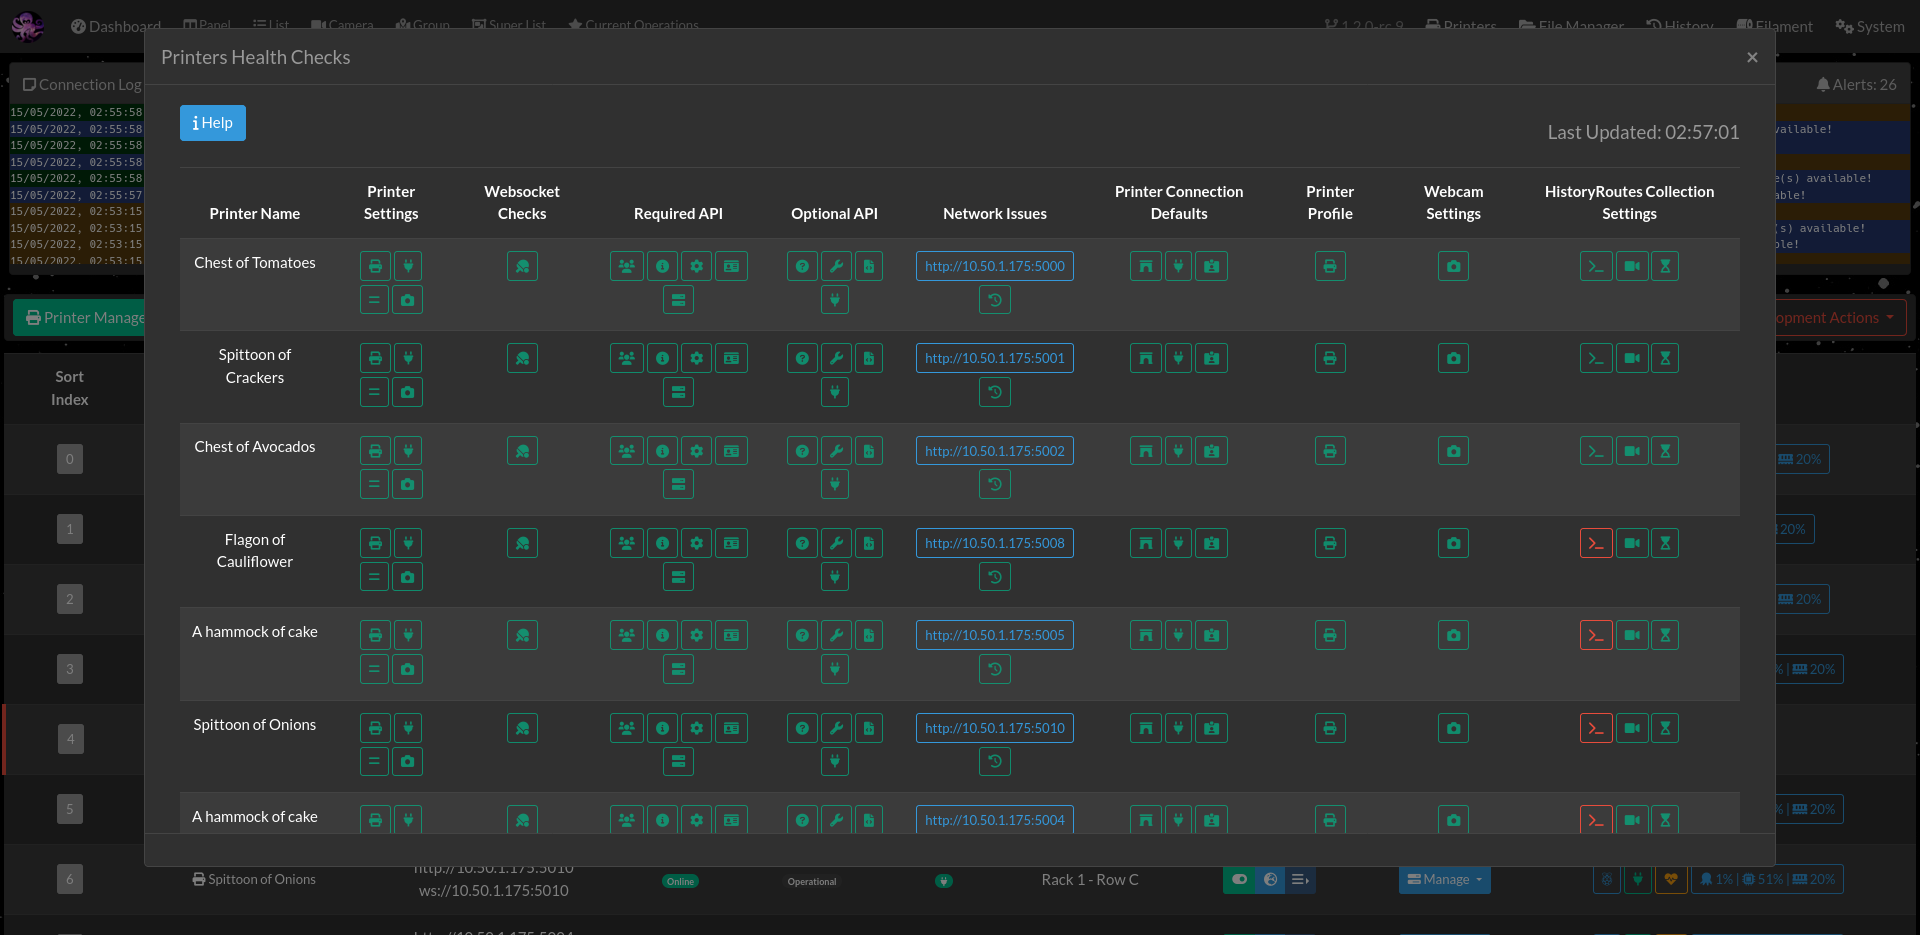 Dashboard Panel List Camera Group Super List Current Operations 1.2.0-rc.9 Printers File Manager History Filament System
Printers Health Checks ×
Connection Log
Alerts: 26
Help
Last Updated: 02:57:01
15/05/2022, 02:55:58
15/05/2022, 02:55:58
vailable!
15/05/2022, 02:55:58
15/05/2022, 02:55:58
15/05/2022, 02:55:58
e(s) available!
15/05/2022, 02:55:57
ble!
15/05/2022, 02:53:15
15/05/2022, 02:53:15
(s) available!
15/05/2022, 02:53:15
ble!
15/05/2022, 02:53:15
Printer Manage
opment Actions
Printer Name
Printer
Settings
Websocket
Checks
Required API
Optional API
Network Issues
Printer Connection
Defaults
Printer
Profile
Webcam
Settings
HistoryRoutes Collection
Settings
Chest of Tomatoes
http://10.50.1.175:5000
Spittoon of
Crackers
http://10.50.1.175:5001
Chest of Avocados
http://10.50.1.175:5002
Flagon of
Cauliflower
http://10.50.1.175:5008
A hammock of cake
http://10.50.1.175:5005
Spittoon of Onions
http://10.50.1.175:5010
A hammock of cake
http://10.50.1.175:5004
Sort
Index
0
20%
1
20%
2
20%
3
% | 20%
4
5
% | 20%
6
Spittoon of Onions
http://10.50.1.175:5010
ws://10.50.1.175:5010
Online
Operational
Rack 1 - Row C
Manage
1% | 51% | 20%